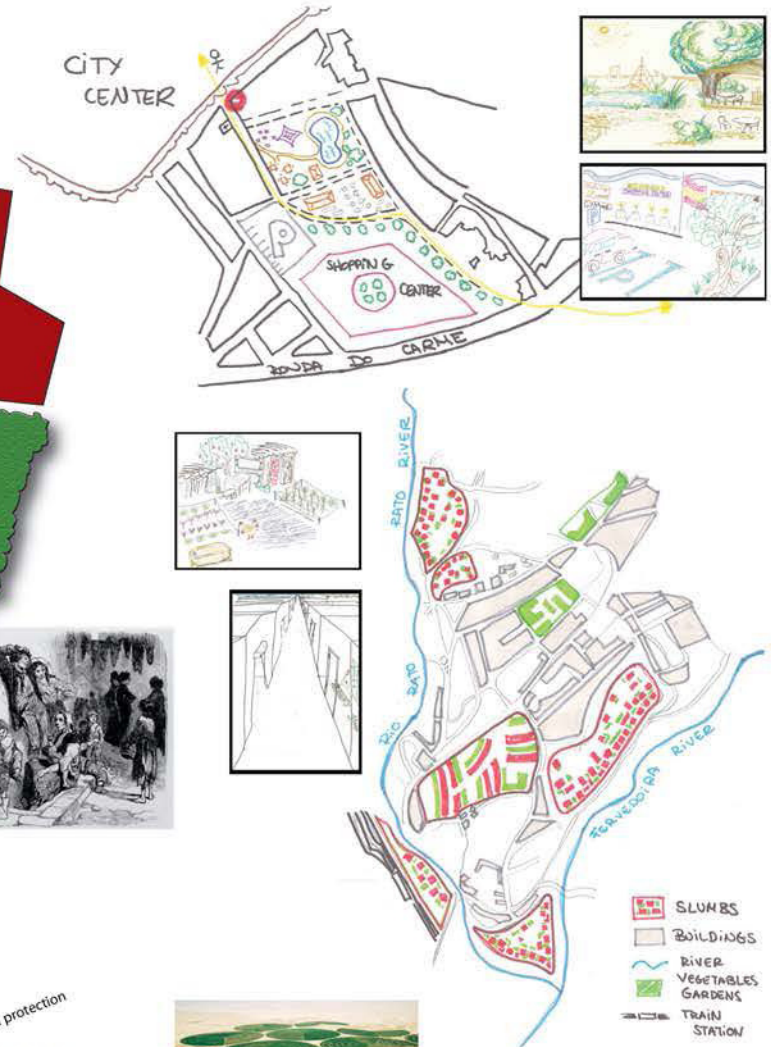 CITY
CENTER
P
SHOPPING
CENTER
RONDA DO CARME
RATO RIVER
RIO RATO
FERVEDOIRA RIVER
SLUMBS
BUILDINGS
RIVER
VEGETABLES
GARDENS
TRAIN
STATION
protection